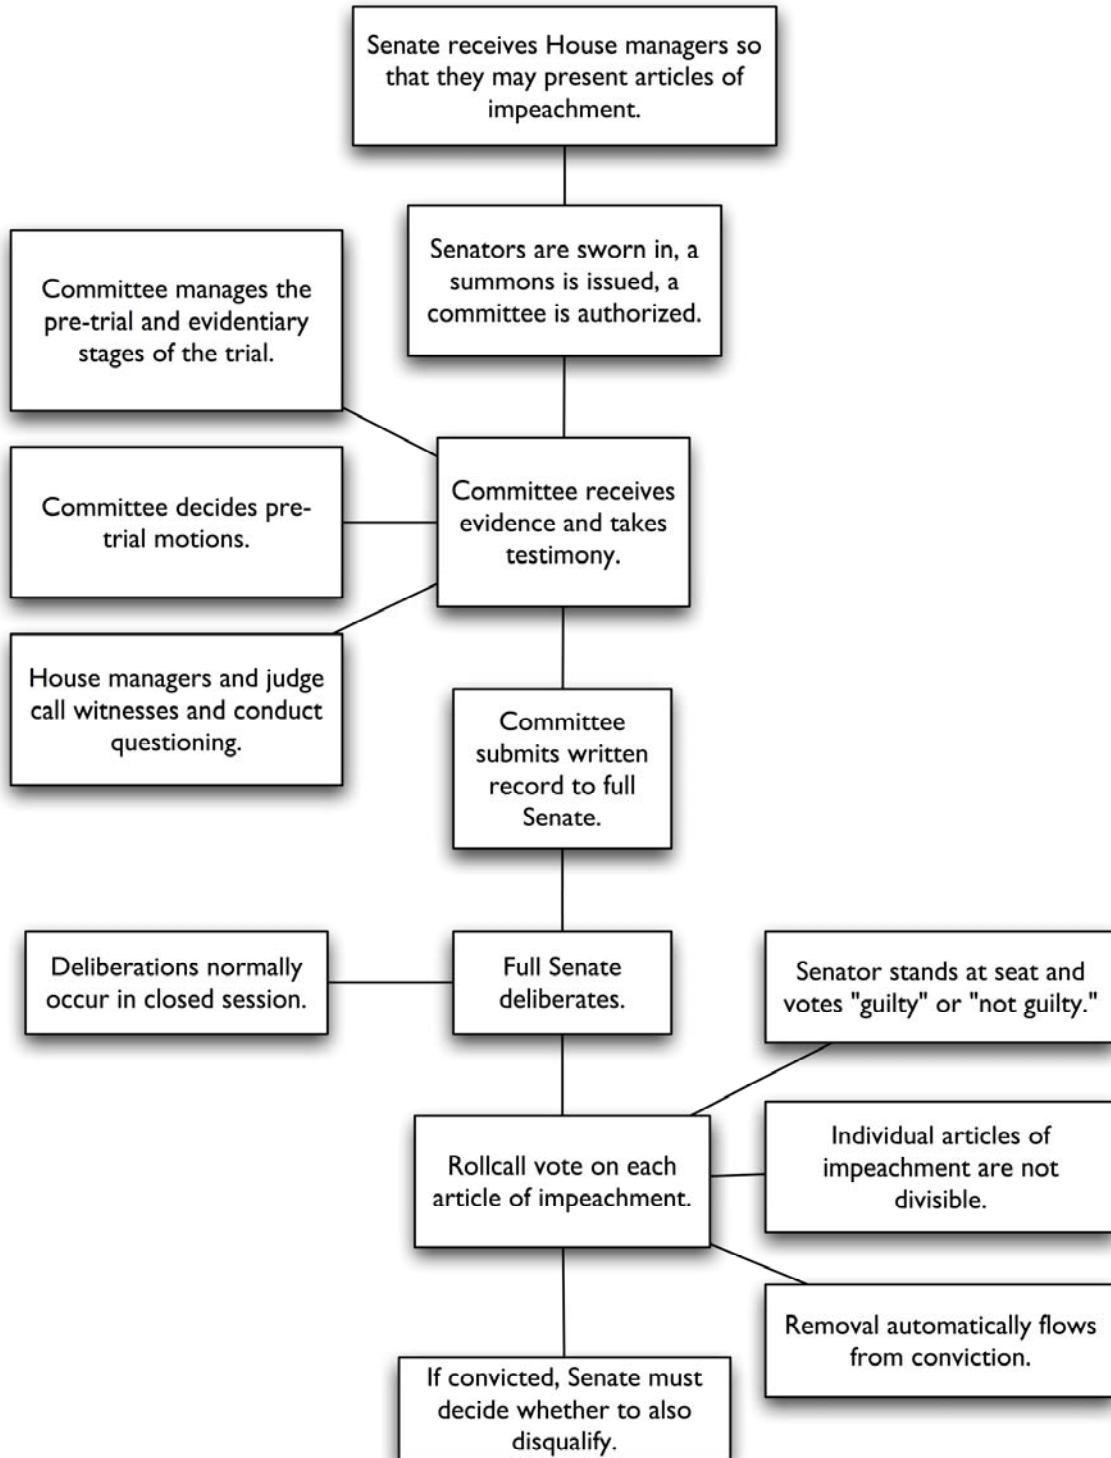 Senate receives House managers so
that they may present articles of
impeachment.
Senators are sworn in, a
summons is issued, a
committee is authorized.
Committee manages the
pre-trial and evidentiary
stages of the trial.
Committee receives
evidence and takes
testimony.
Committee decides pre-
trial motions.
House managers and judge
call witnesses and conduct
questioning.
Committee
submits written
record to full
Senate.
Deliberations normally
occur in closed session.
Full Senate
deliberates.
Senator stands at seat and
votes "guilty" or "not guilty."
Rollcall vote on each
article of impeachment.
Individual articles of
impeachment are not
divisible.
Removal automatically flows
from conviction.
If convicted, Senate must
decide whether to also
disqualify.